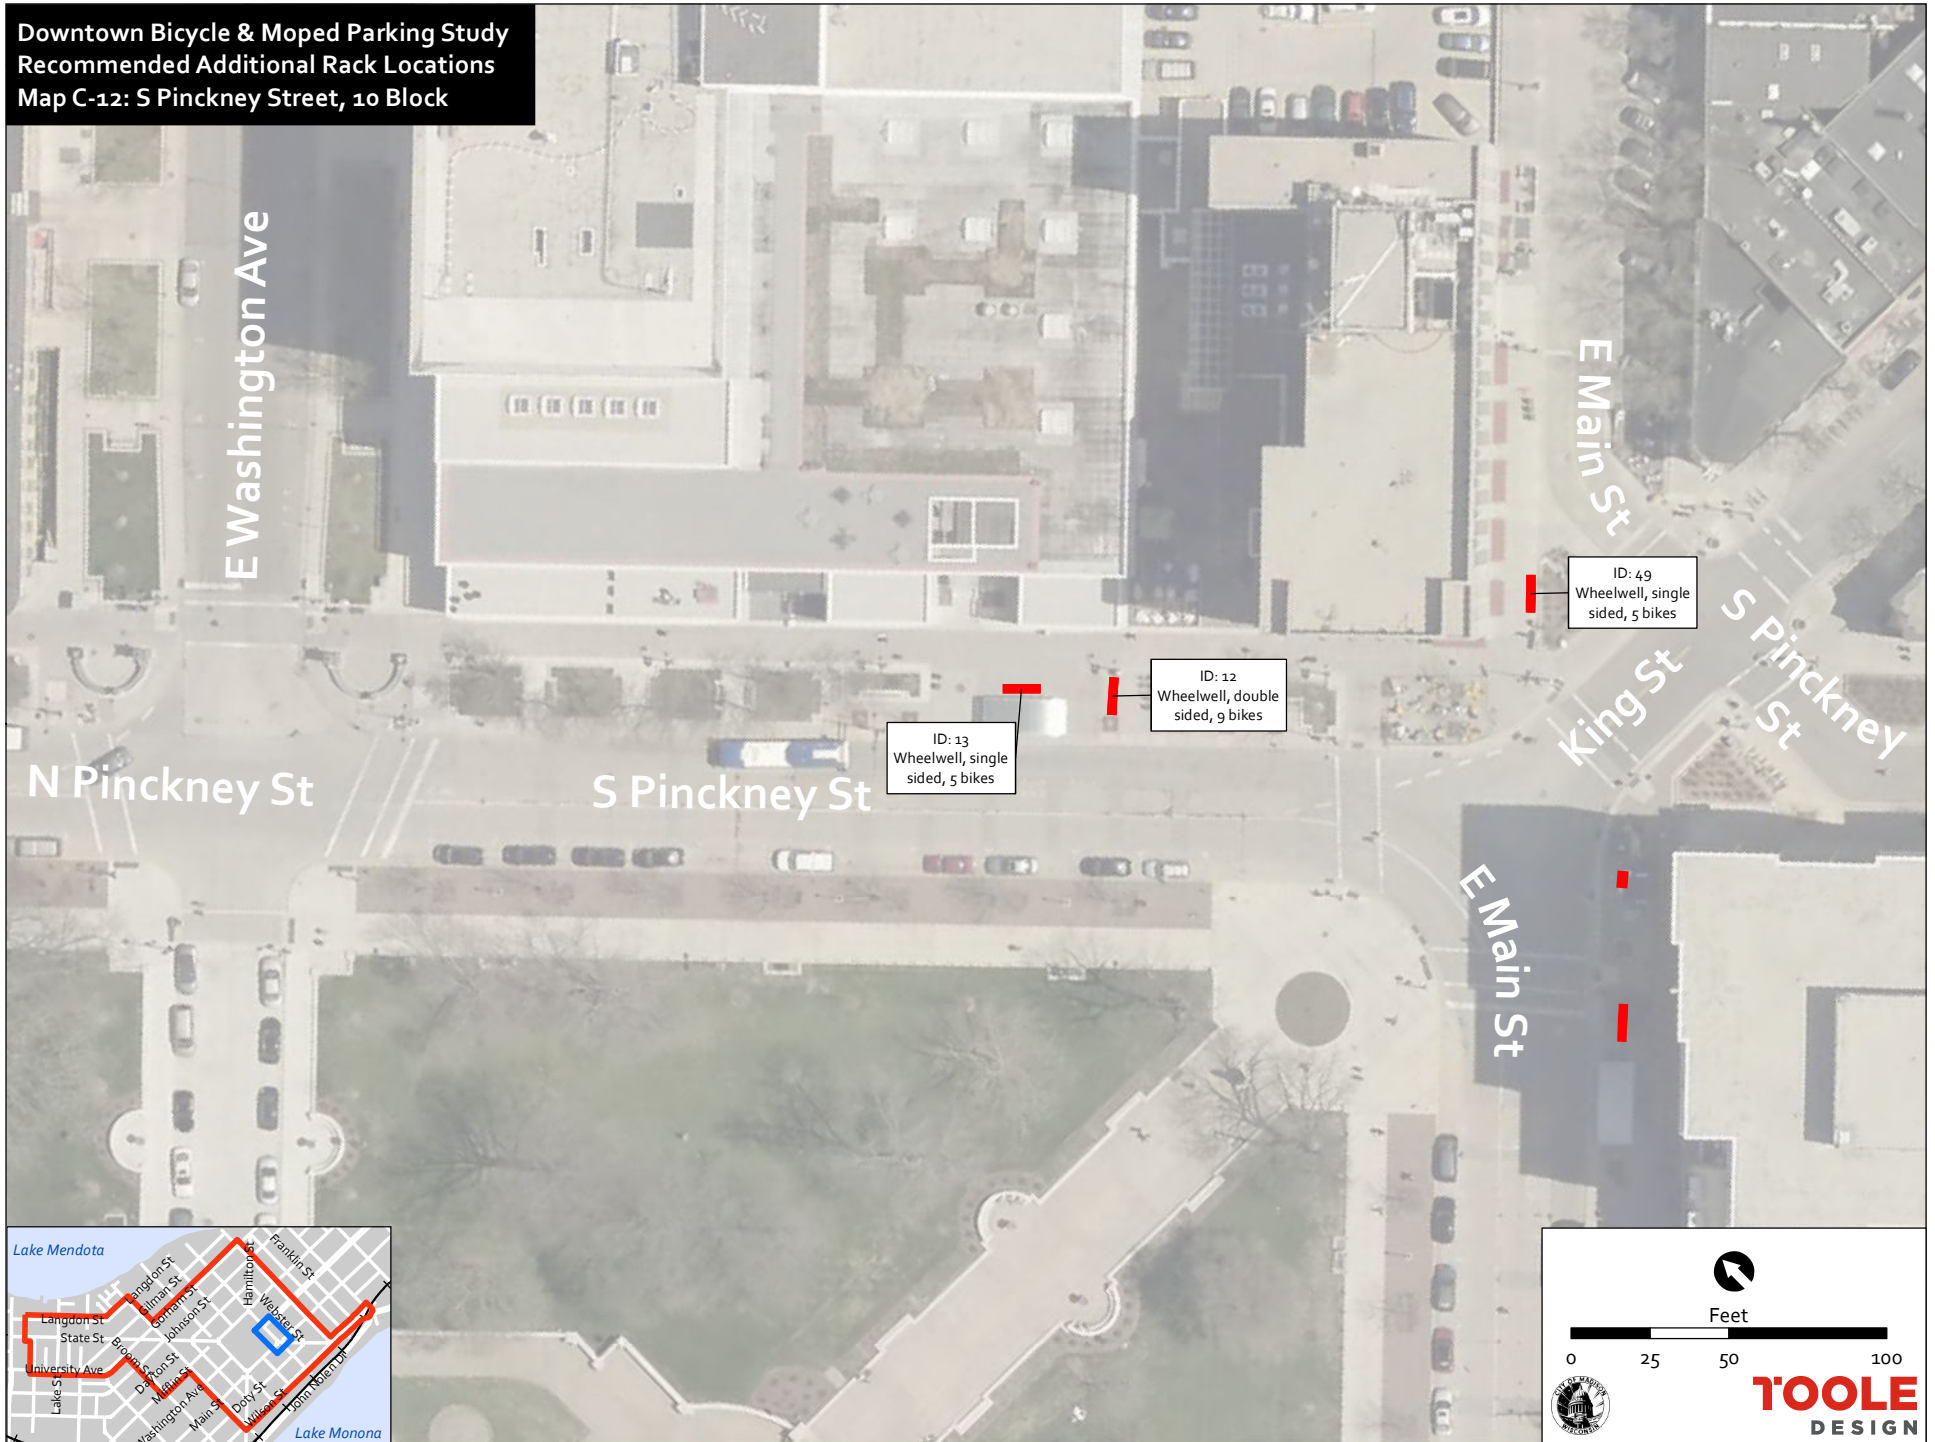 Downtown Bicycle & Moped Parking Study
Recommended Additional Rack Locations
Map C-12: S Pinckney Street, 10 Block
E Washington Ave
E Main St
ID: 49
Wheelwell, single
sided, 5 bikes
S Pinckney
St
King St
ID: 12
Wheelwell, double
sided, 9 bikes
ID: 13
Wheelwell, single
sided, 5 bikes
N Pinckney St
S Pinckney St
E Main St
Lake Mendota
Langdon St
Gilman St
Gorham St
Johnson St
Hamilton St
Franklin St
Webster St
Langdon St
State St
University Ave
Lake St
Broom St
Dayton St
Mifflin St
Washington Ave
Main St
Doty St
Wilson St
John Nolen Dr
Lake Monona
Feet
0 25 50 100
CITY OF MADISON
WISCONSIN
TOOLE
DESIGN